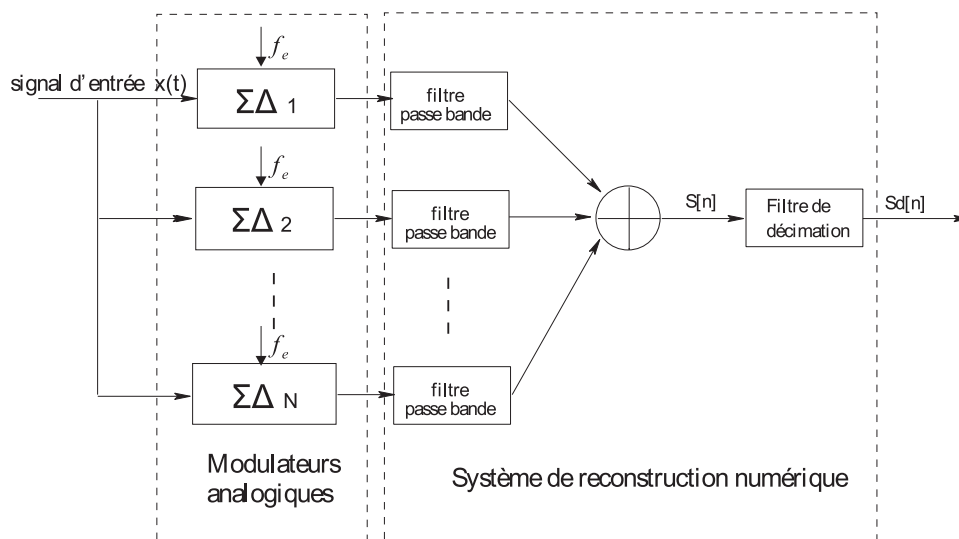 signal d'entrée x(t)
f_e
ΣΔ 1
filtre
passe bande
f_e
ΣΔ 2
filtre
passe bande
S[n]
Filtre de
décimation
Sd[n]
f_e
ΣΔ N
filtre
passe bande
Modulateurs
analogiques
Système de reconstruction numérique